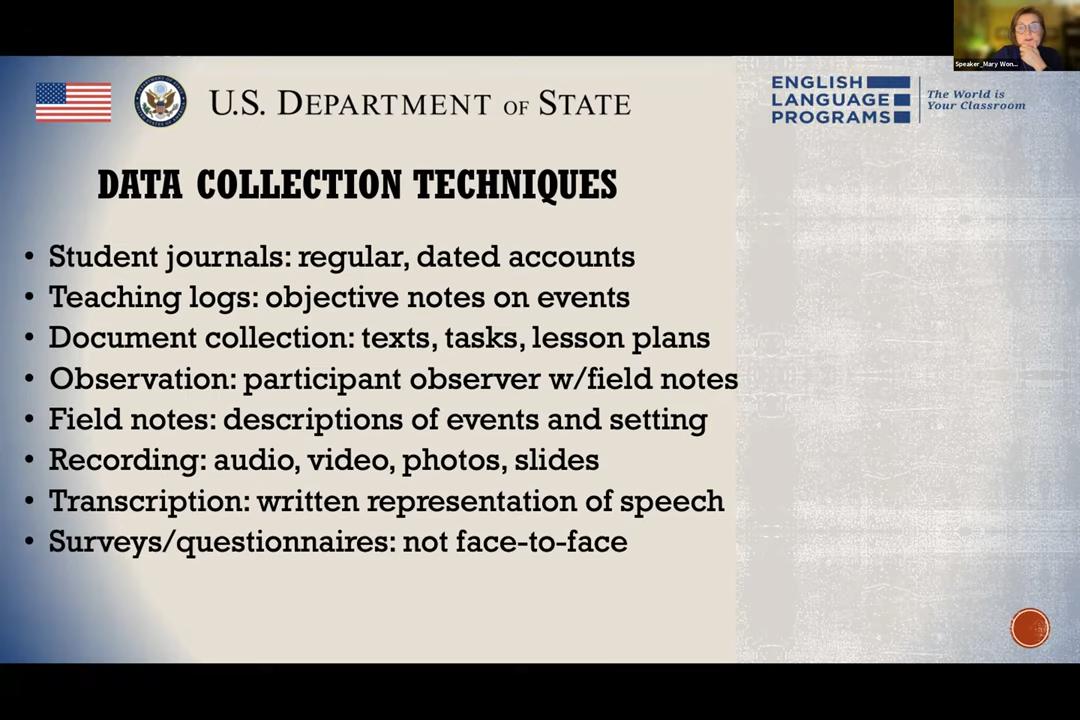 Speaker_Mary Won...
U.S. DEPARTMENT OF STATE
ENGLISH
LANGUAGE
PROGRAMS
The World is
Your Classroom
DATA COLLECTION TECHNIQUES
• Student journals: regular, dated accounts
• Teaching logs: objective notes on events
• Document collection: texts, tasks, lesson plans
• Observation: participant observer w/field notes
• Field notes: descriptions of events and setting
• Recording: audio, video, photos, slides
• Transcription: written representation of speech
• Surveys/questionnaires: not face-to-face